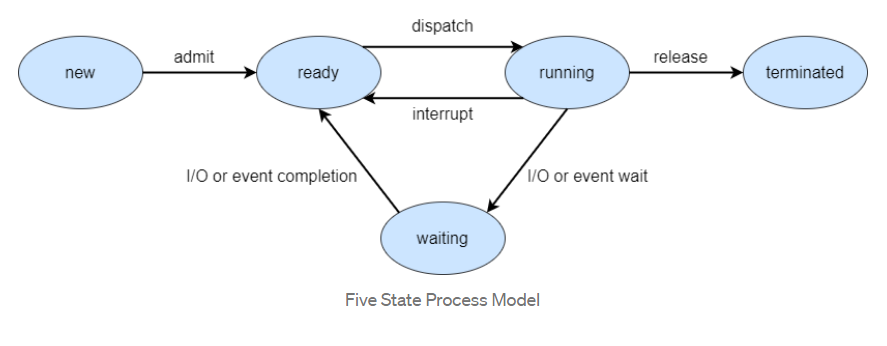 dispatch
admit
release
new
ready
running
terminated
interrupt
I/O or event completion
I/O or event wait
waiting
Five State Process Model